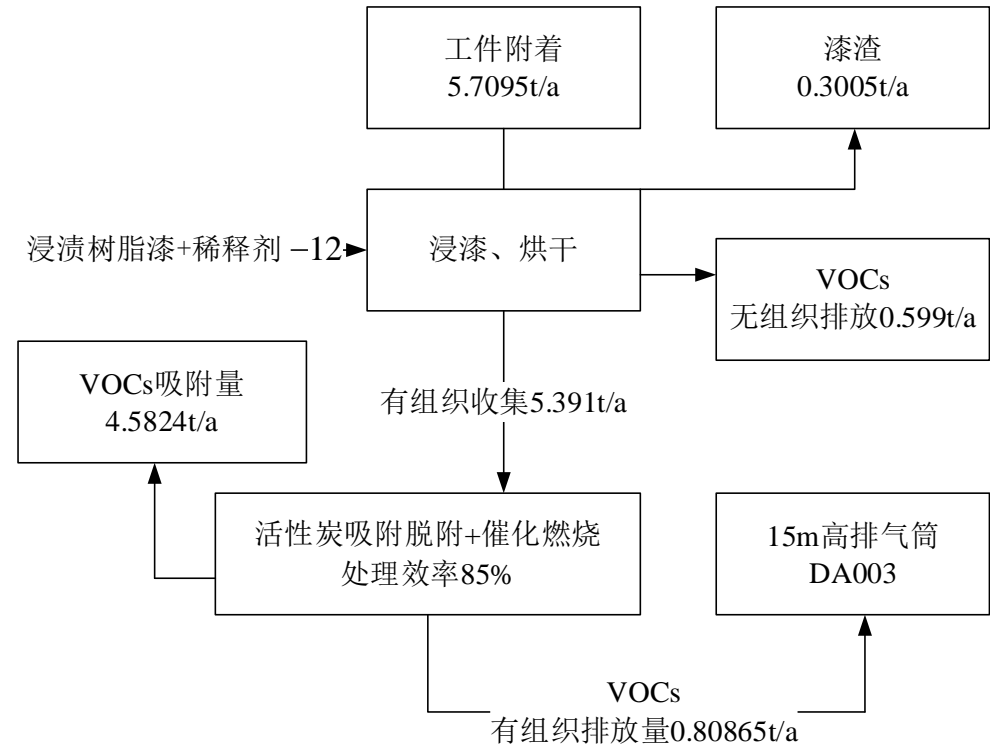 工件附着
5.7095t/a
漆渣
0.3005t/a
浸渍树脂漆+稀释剂
12
浸漆、烘干
VOCs
无组织排放0.599t/a
VOCs吸附量
4.5824t/a
有组织收集5.391t/a
活性炭吸附脱附+催化燃烧
处理效率85%
15m高排气筒
DA003
VOCs
有组织排放量0.80865t/a